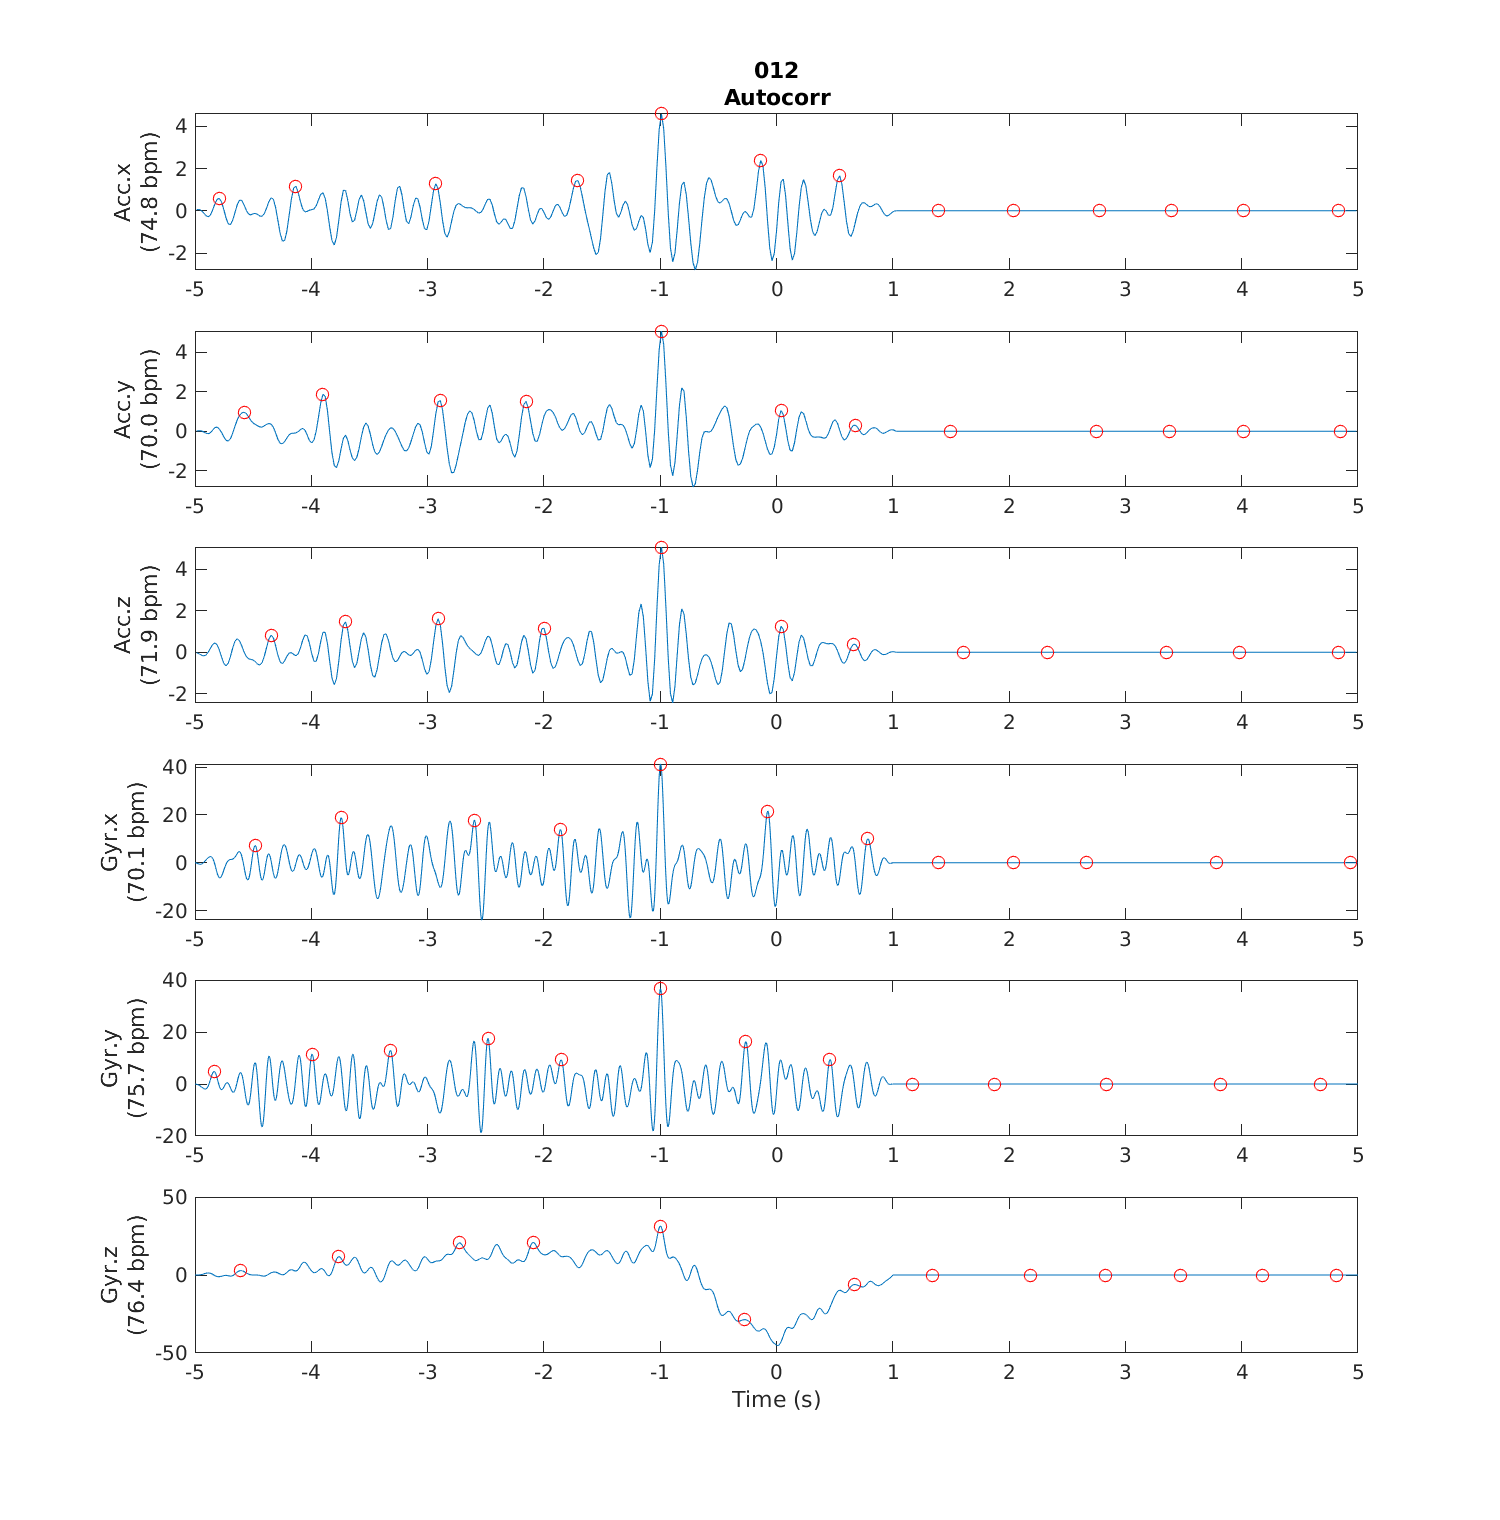 012
Autocorr
Acc.x
(74.8 bpm)
4
2
0
-2
-5 -4 -3 -2 -1 0 1 2 3 4 5
Acc.y
(70.0 bpm)
4
2
0
-2
-5 -4 -3 -2 -1 0 1 2 3 4 5
Acc.z
(71.9 bpm)
4
2
0
-2
-5 -4 -3 -2 -1 0 1 2 3 4 5
Gyr.x
(70.1 bpm)
40
20
0
-20
-5 -4 -3 -2 -1 0 1 2 3 4 5
Gyr.y
(75.7 bpm)
40
20
0
-20
-5 -4 -3 -2 -1 0 1 2 3 4 5
Gyr.z
(76.4 bpm)
50
0
-50
-5 -4 -3 -2 -1 0 1 2 3 4 5
Time (s)